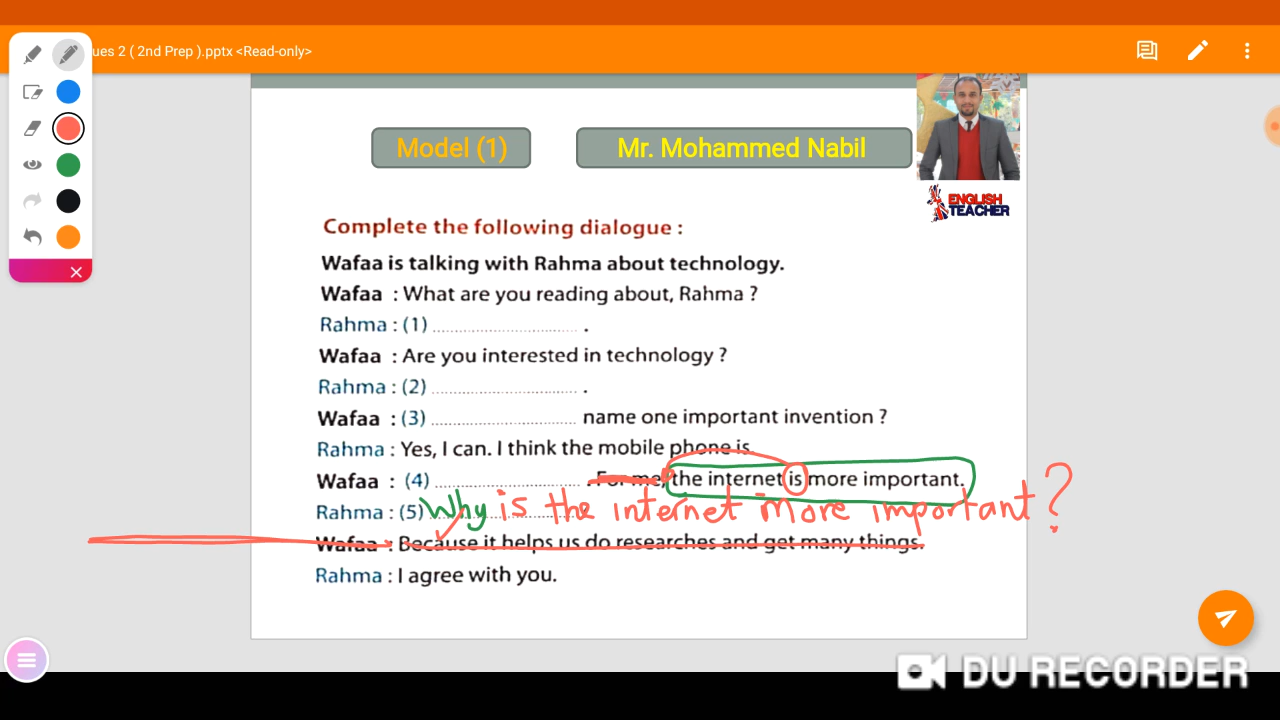 ues 2 ( 2nd Prep ).pptx <Read-only>
Model (1)
Mr. Mohammed Nabil
ENGLISH
TEACHER
Complete the following dialogue :
Wafaa is talking with Rahma about technology.
Wafaa : What are you reading about, Rahma ?
Rahma : (1) .............................. .
Wafaa : Are you interested in technology ?
Rahma : (2) .............................. .
Wafaa : (3) .............................. name one important invention ?
Rahma : Yes, I can. I think the mobile phone is.
Wafaa : (4) .............................. . For me, the internet is more important.
Rahma : (5) Why is the internet more important ?
Wafaa : Because it helps us do researches and get many things.
Rahma : I agree with you.
DU RECORDER